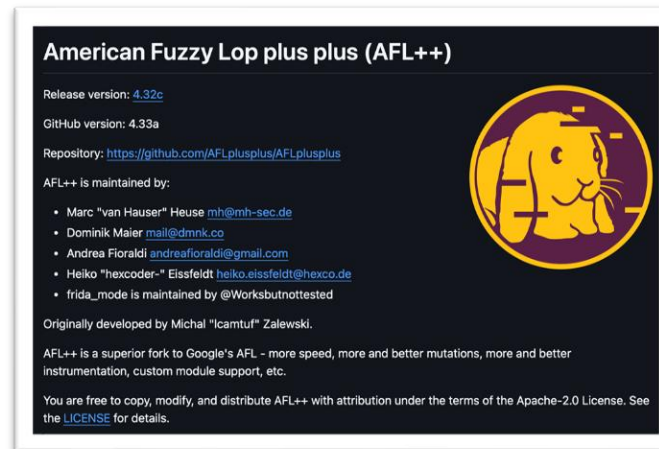 American Fuzzy Lop plus plus (AFL++)
Release version: 4.32c
GitHub version: 4.33a
Repository: https://github.com/AFLplusplus/AFLplusplus
AFL++ is maintained by:
• Marc "van Hauser" Heuse mh@mh-sec.de
• Dominik Maier mail@dmnk.co
• Andrea Fioraldi andreafioraldi@gmail.com
• Heiko "hexcoder-" Eissfeldt heiko.eissfeldt@hexco.de
• frida_mode is maintained by @Worksbutnottested
Originally developed by Michal "lcamtuf" Zalewski.
AFL++ is a superior fork to Google's AFL - more speed, more and better mutations, more and better
instrumentation, custom module support, etc.
You are free to copy, modify, and distribute AFL++ with attribution under the terms of the Apache-2.0 License. See
the LICENSE for details.